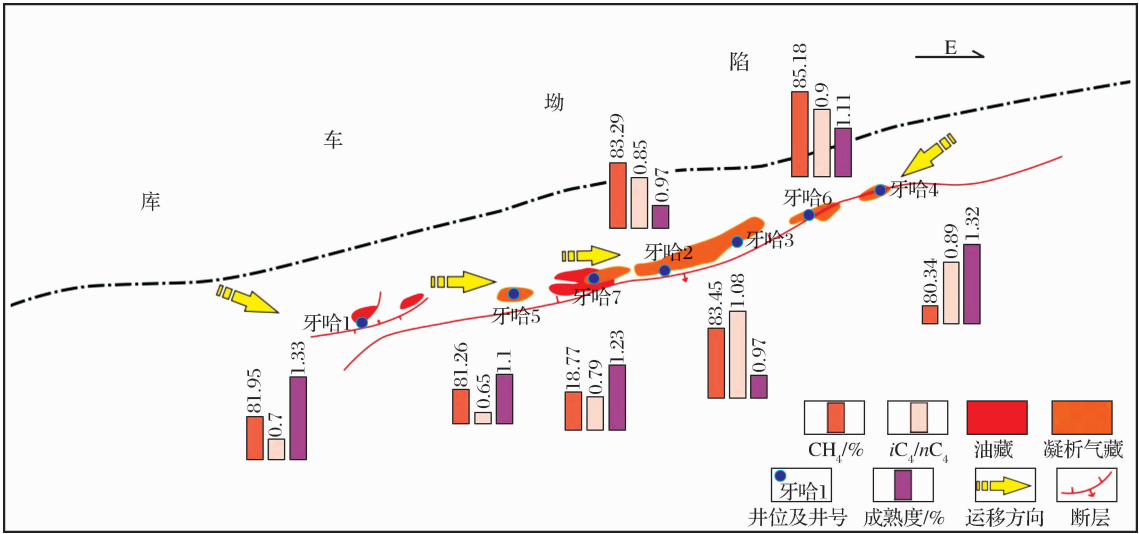 E
陷
坳
车
库
85.18
0.9
1.11
83.29
0.85
0.97
牙哈4
牙哈6
牙哈3
牙哈2
牙哈7
牙哈5
牙哈1
80.34
0.89
1.32
83.45
1.08
0.97
18.77
0.79
1.23
81.26
0.65
1.1
81.95
0.7
1.33
CH4/%
iC4/nC4
油藏
凝析气藏
牙哈1
井位及井号
成熟度/%
运移方向
断层